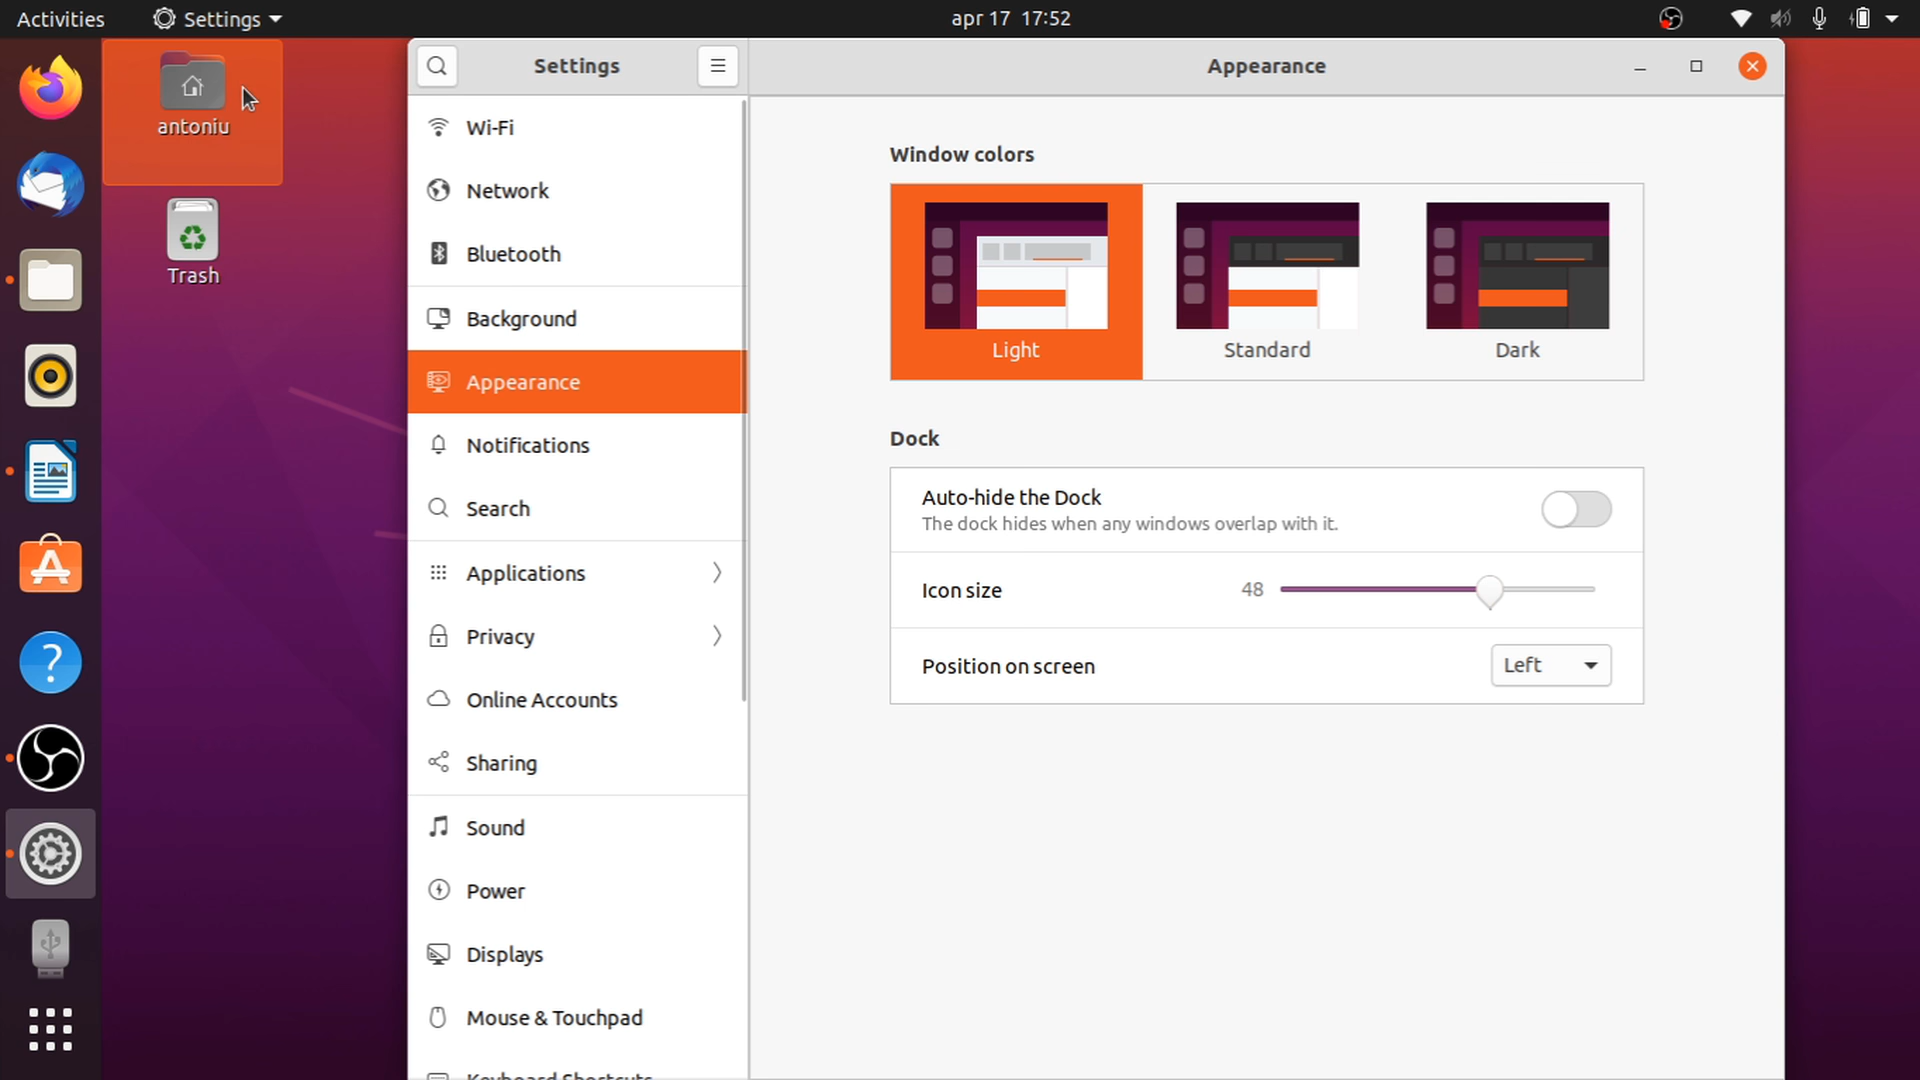 Activities
Settings
apr 17 17:52
antoniu
Trash
Settings
Appearance
Wi-Fi
Network
Bluetooth
Background
Appearance
Notifications
Search
Applications
Privacy
Online Accounts
Sharing
Sound
Power
Displays
Mouse & Touchpad
Keyboard Shortcuts
Window colors
Light
Standard
Dark
Dock
Auto-hide the Dock
The dock hides when any windows overlap with it.
Icon size
48
Position on screen
Left